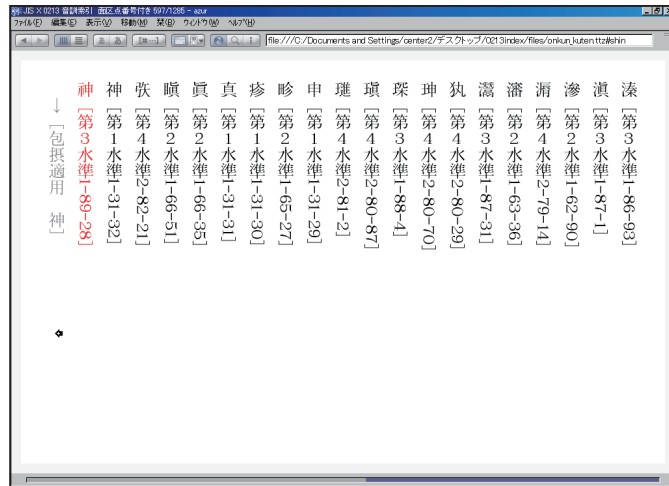 JIS X 0213 音訓索引 面区点番号付き 597/1285 - azur
ファイル(F) 編集(E) 表示(V) 移動(M) 栞(B) ウィンドウ(W) ヘルプ(H)
file:///C:/Documents and Settings/center2/デスクトップ/0213index/files/onkun_kuten.ttz#shin
溱 [第3水準1-86-93]
滇 [第3水準1-87-1]
滲 [第2水準1-62-90]
漘 [第4水準2-79-14]
瀋 [第2水準1-63-36]
灊 [第3水準1-87-31]
犱 [第4水準2-80-29]
珅 [第4水準2-80-70]
琛 [第3水準1-88-4]
瑱 [第4水準2-80-87]
璡 [第4水準2-81-2]
申 [第1水準1-31-29]
畛 [第2水準1-65-27]
疹 [第1水準1-31-30]
真 [第1水準1-31-31]
眞 [第2水準1-66-35]
瞋 [第2水準1-66-51]
矤 [第4水準2-82-21]
神 [第1水準1-31-32]
神 [第3水準1-89-28]
→ [包摂適用 神]